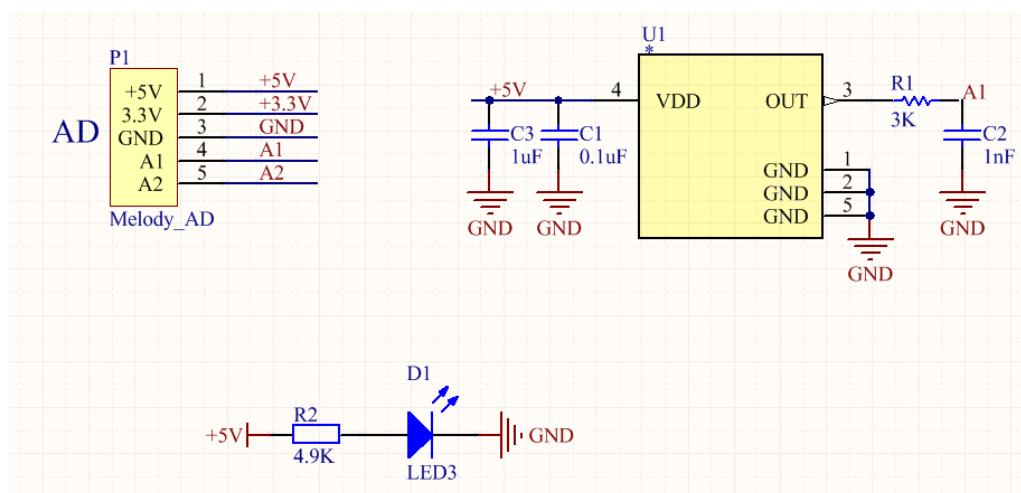 P1
AD
+5V 1 +5V
3.3V 2 +3.3V
GND 3 GND
A1 4 A1
A2 5 A2
Melody_AD
+5V
C3
1uF
GND
C1
0.1uF
GND
U1
*
4 VDD
OUT 3
GND 1
GND 2
GND 5
GND
R1
3K
A1
C2
1nF
GND
+5V
R2
4.9K
D1
LED3
GND